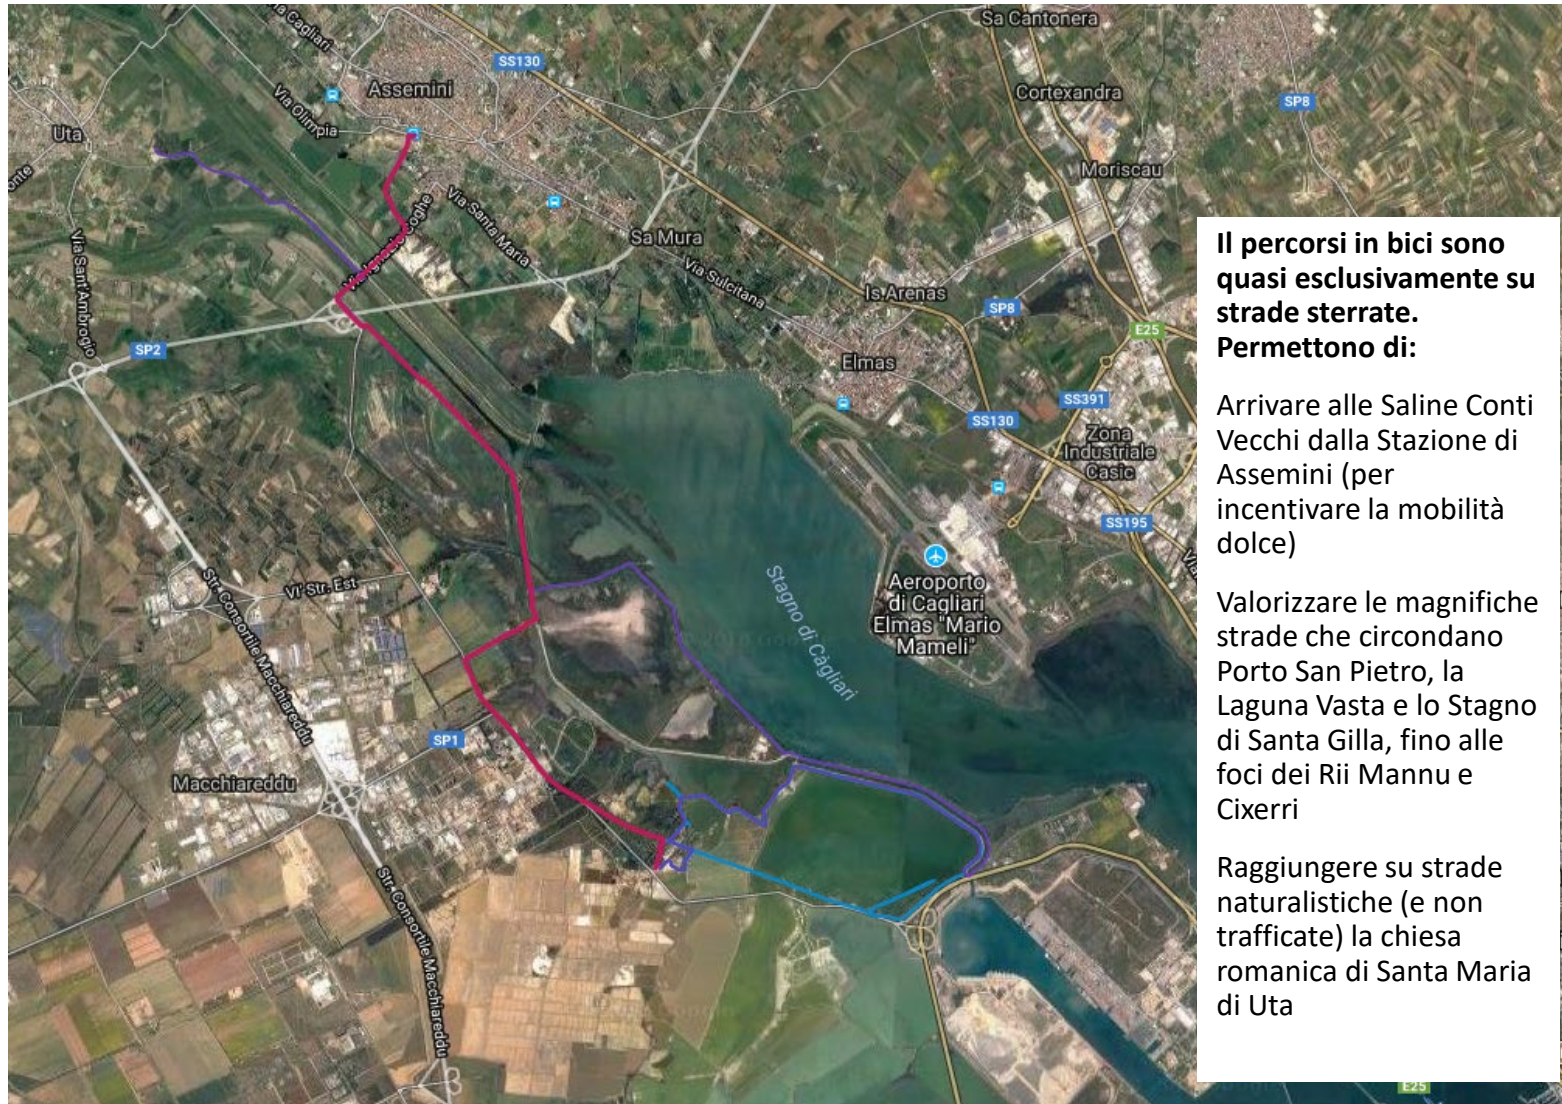 Cagliari
Sa Cantonera
SS130
Assemini
Cortexandra
SP8
Via Olimpia
Uta
onte
Moriscau
Via Santa Maria
Sa Mura
Via Sant'Ambrogio
Via Sulcitana
Is Arenas
SP8
E25
SP2
Elmas
SS391
SS130
Zona
Industriale
Casic
SS195
Stagno di Càgliari
Aeroporto
di Cagliari
Elmas "Mario
Mameli"
VI' Str. Est
Str. Consortile Macchiareddu
SP1
Macchiareddu
Str. Consortile Macchiareddu
E25
Il percorsi in bici sono
quasi esclusivamente su
strade sterrate.
Permettono di:
Arrivare alle Saline Conti
Vecchi dalla Stazione di
Assemini (per
incentivare la mobilità
dolce)
Valorizzare le magnifiche
strade che circondano
Porto San Pietro, la
Laguna Vasta e lo Stagno
di Santa Gilla, fino alle
foci dei Rii Mannu e
Cixerri
Raggiungere su strade
naturalistiche (e non
trafficate) la chiesa
romanica di Santa Maria
di Uta